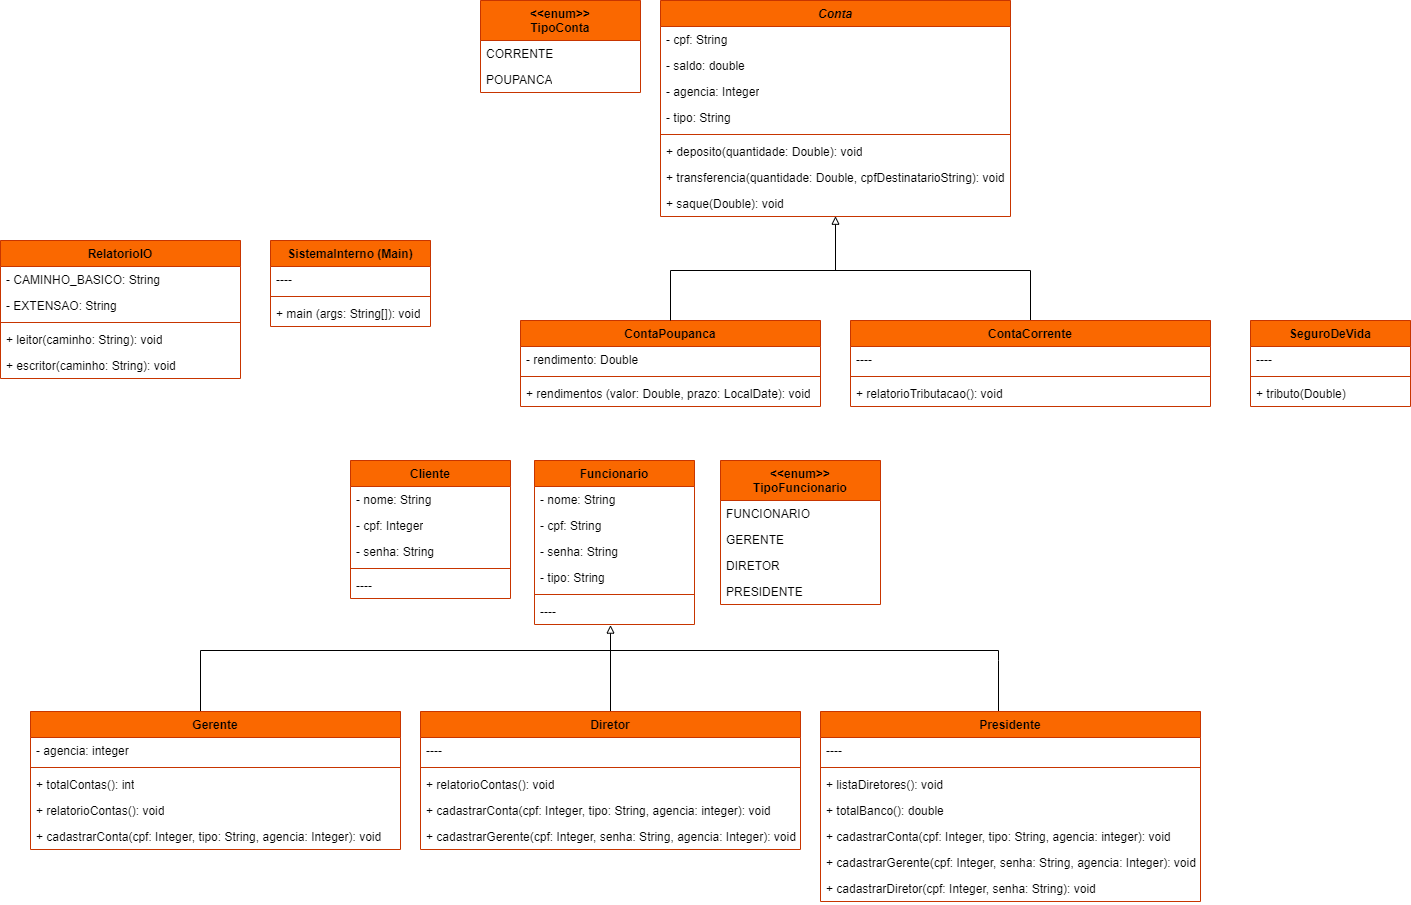 <<enum>>
TipoConta
CORRENTE
POUPANCA
Conta
- cpf: String
- saldo: double
- agencia: Integer
- tipo: String
+ deposito(quantidade: Double): void
+ transferencia(quantidade: Double, cpfDestinatarioString): void
+ saque(Double): void
RelatorioIO
- CAMINHO_BASICO: String
- EXTENSAO: String
+ leitor(caminho: String): void
+ escritor(caminho: String): void
SistemaInterno (Main)
----
+ main (args: String[]): void
ContaPoupanca
- rendimento: Double
+ rendimentos (valor: Double, prazo: LocalDate): void
ContaCorrente
----
+ relatorioTributacao(): void
SeguroDeVida
----
+ tributo(Double)
Cliente
- nome: String
- cpf: Integer
- senha: String
----
Funcionario
- nome: String
- cpf: String
- senha: String
- tipo: String
----
<<enum>>
TipoFuncionario
FUNCIONARIO
GERENTE
DIRETOR
PRESIDENTE
Gerente
- agencia: integer
+ totalContas(): int
+ relatorioContas(): void
+ cadastrarConta(cpf: Integer, tipo: String, agencia: Integer): void
Diretor
----
+ relatorioContas(): void
+ cadastrarConta(cpf: Integer, tipo: String, agencia: integer): void
+ cadastrarGerente(cpf: Integer, senha: String, agencia: Integer): void
Presidente
----
+ listaDiretores(): void
+ totalBanco(): double
+ cadastrarConta(cpf: Integer, tipo: String, agencia: integer): void
+ cadastrarGerente(cpf: Integer, senha: String, agencia: Integer): void
+ cadastrarDiretor(cpf: Integer, senha: String): void